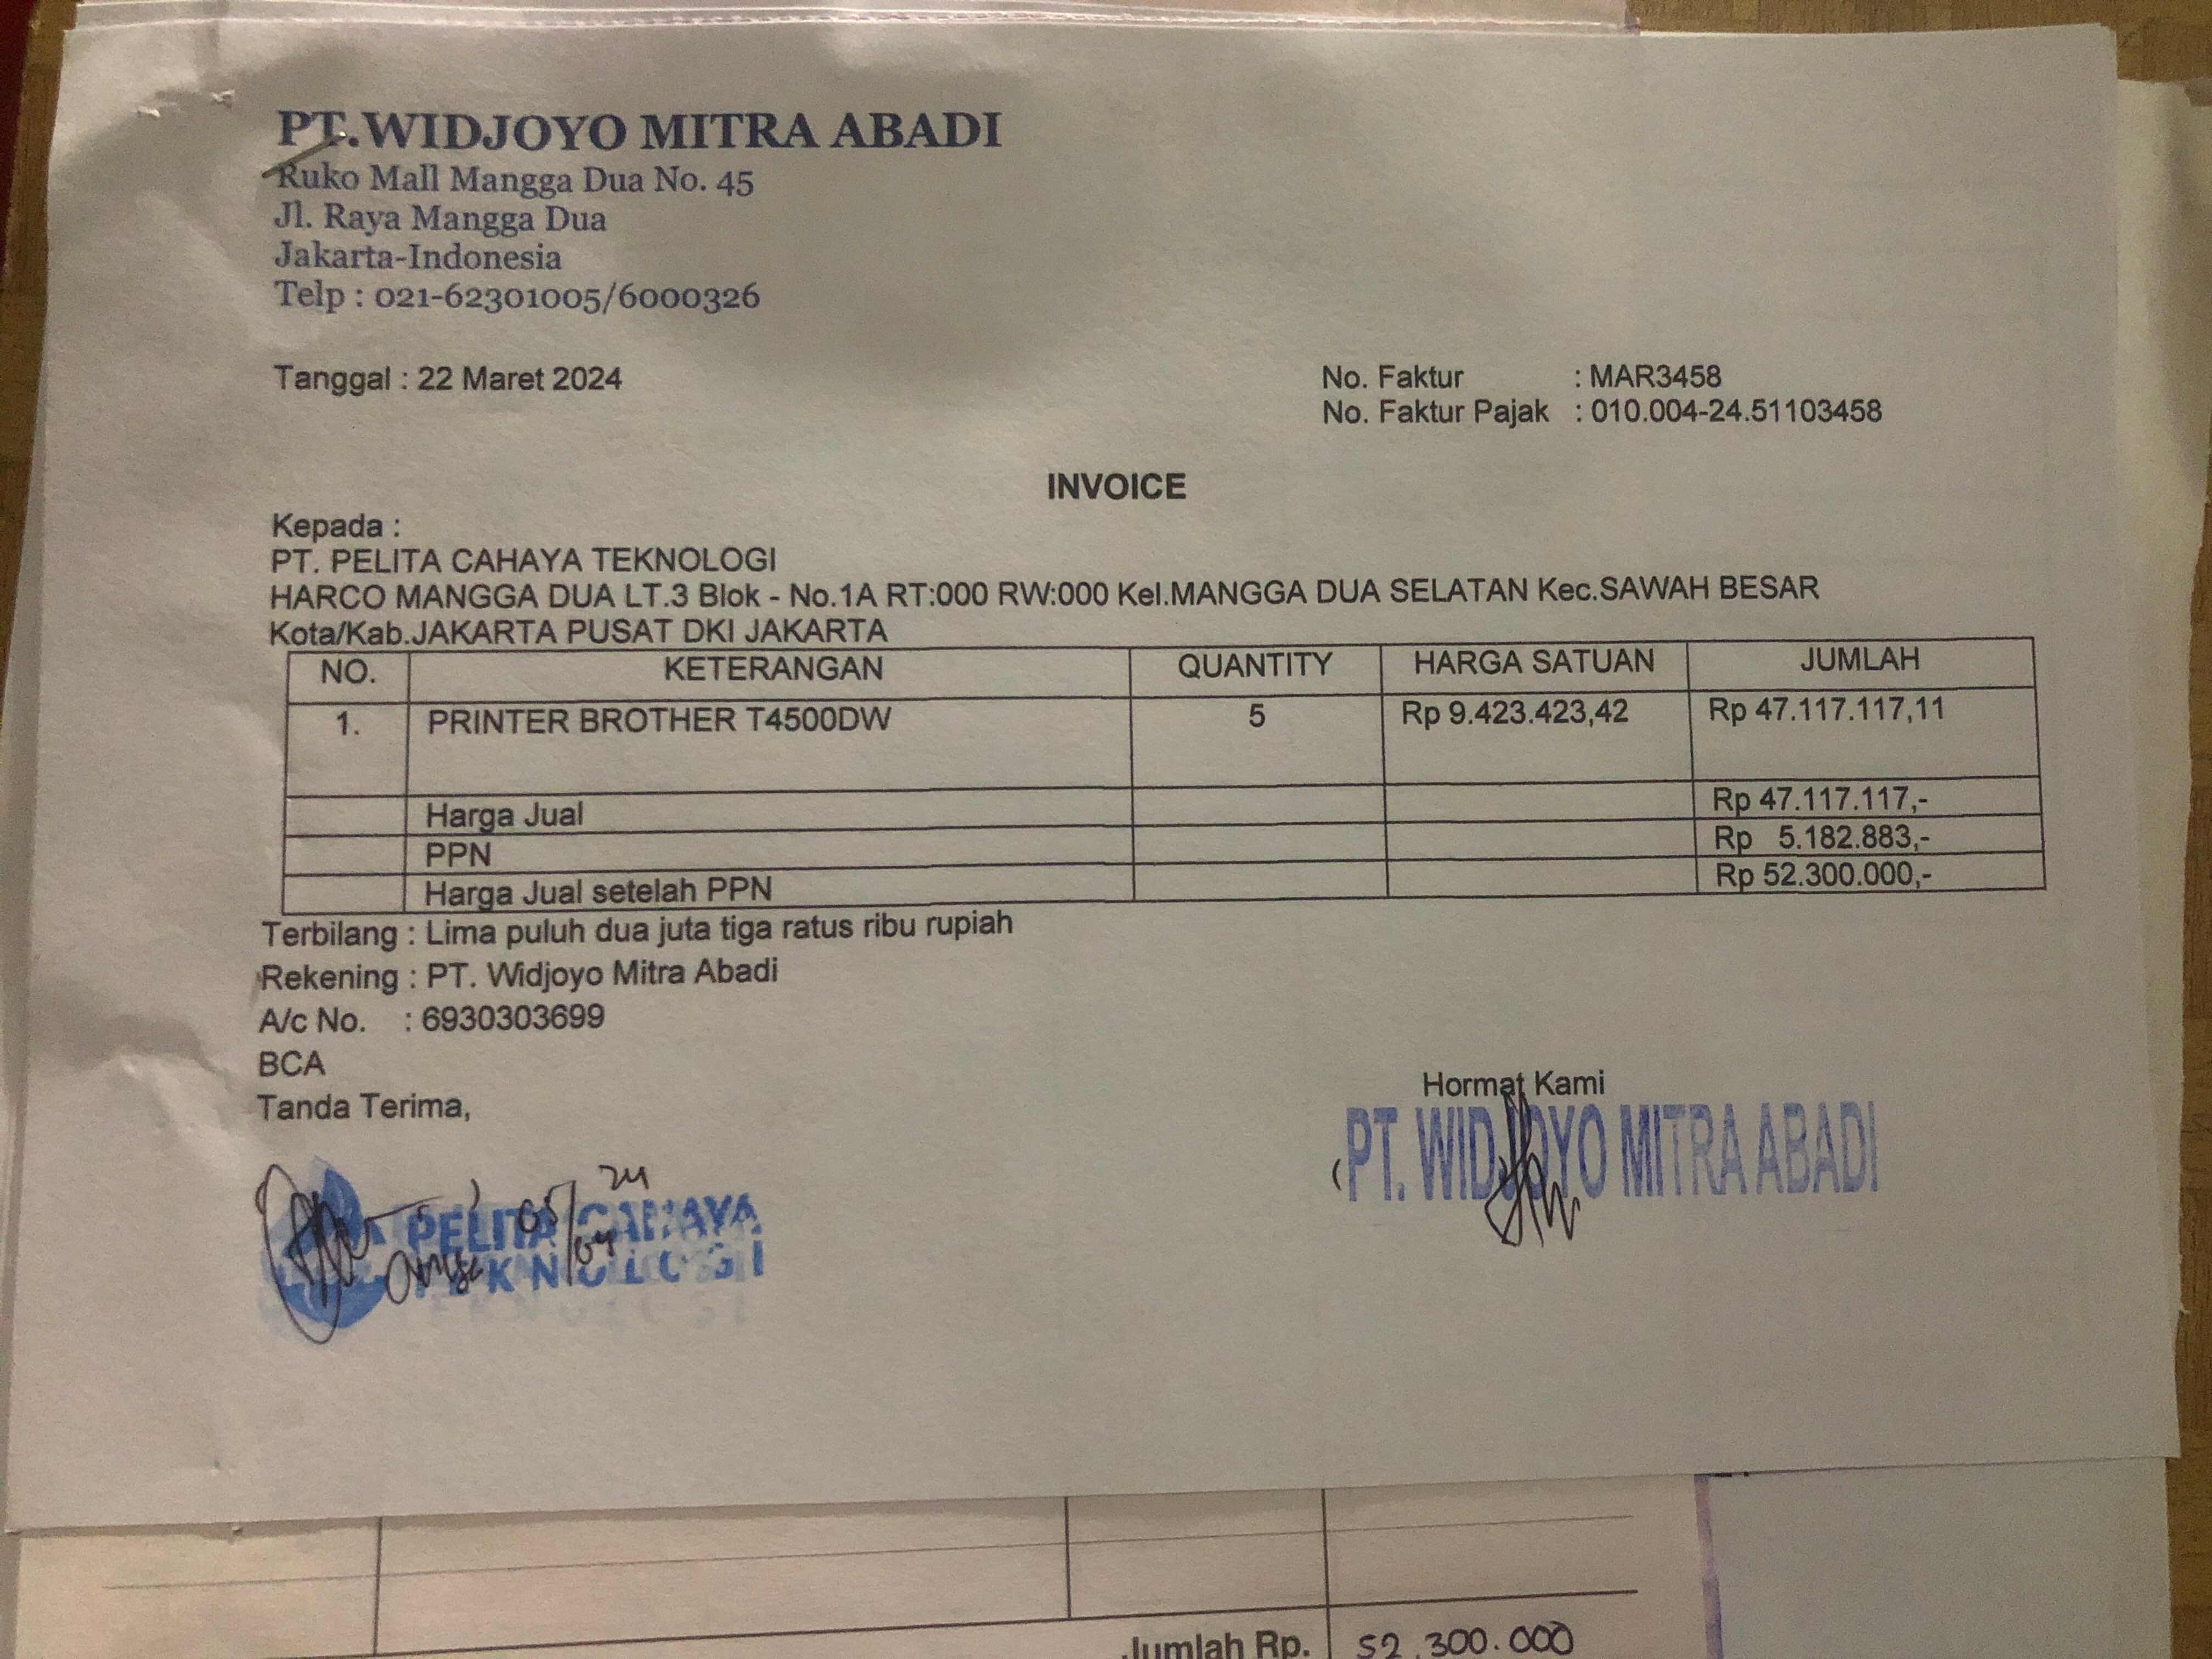 PT.WIDJOYO MITRA ABADI
Ruko Mall Mangga Dua No. 45
Jl. Raya Mangga Dua
Jakarta-Indonesia
Telp : 021-62301005/6000326
Tanggal : 22 Maret 2024
No. Faktur : MAR3458
No. Faktur Pajak : 010.004-24.51103458
INVOICE
Kepada :
PT. PELITA CAHAYA TEKNOLOGI
HARCO MANGGA DUA LT.3 Blok - No.1A RT:000 RW:000 Kel.MANGGA DUA SELATAN Kec.SAWAH BESAR
Kota/Kab.JAKARTA PUSAT DKI JAKARTA
NO. KETERANGAN QUANTITY HARGA SATUAN JUMLAH
1. PRINTER BROTHER T4500DW 5 Rp 9.423.423,42 Rp 47.117.117,11
Harga Jual Rp 47.117.117,-
PPN Rp 5.182.883,-
Harga Jual setelah PPN Rp 52.300.000,-
Terbilang : Lima puluh dua juta tiga ratus ribu rupiah
Rekening : PT. Widjoyo Mitra Abadi
A/c No. : 6930303699
BCA
Tanda Terima,
Hormat Kami
PT. WIDJOYO MITRA ABADI
05/04 24
PELITA CAHAYA
TEKNOLOGI
Jumlah Rp. 52.300.000